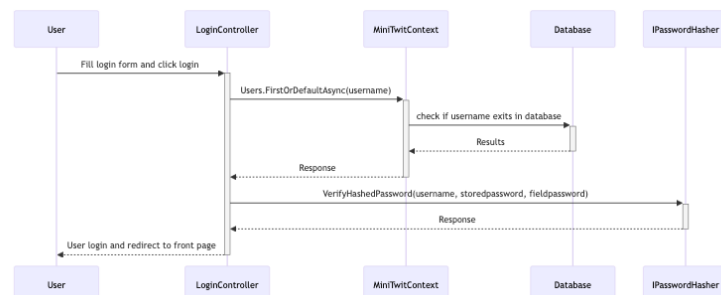 User LoginController MiniTwitContext Database IPasswordHasher
Fill login form and click login
Users.FirstOrDefaultAsync(username)
check if username exits in database
Results
Response
VerifyHashedPassword(username, storedpassword, fieldpassword)
Response
User login and redirect to front page
User LoginController MiniTwitContext Database IPasswordHasher